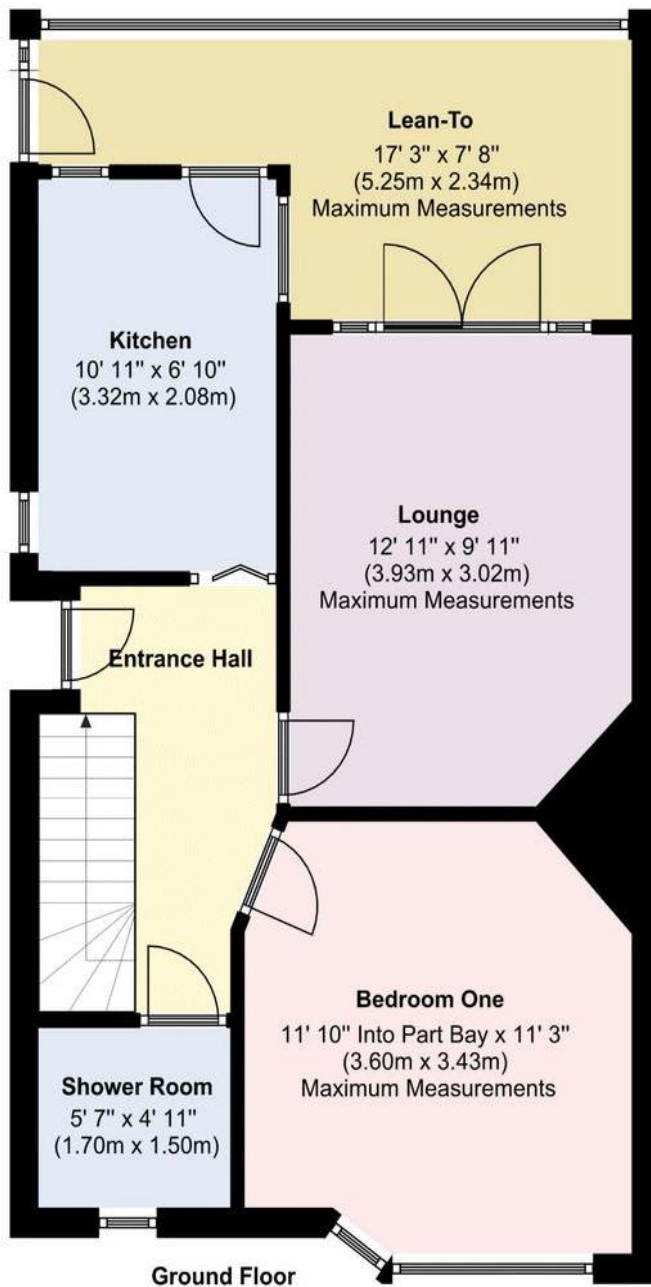 Lean-To
17' 3" x 7' 8"
(5.25m x 2.34m)
Maximum Measurements
Kitchen
10' 11" x 6' 10"
(3.32m x 2.08m)
Lounge
12' 11" x 9' 11"
(3.93m x 3.02m)
Maximum Measurements
Entrance Hall
Bedroom One
11' 10" Into Part Bay x 11' 3"
(3.60m x 3.43m)
Maximum Measurements
Shower Room
5' 7" x 4' 11"
(1.70m x 1.50m)
Ground Floor